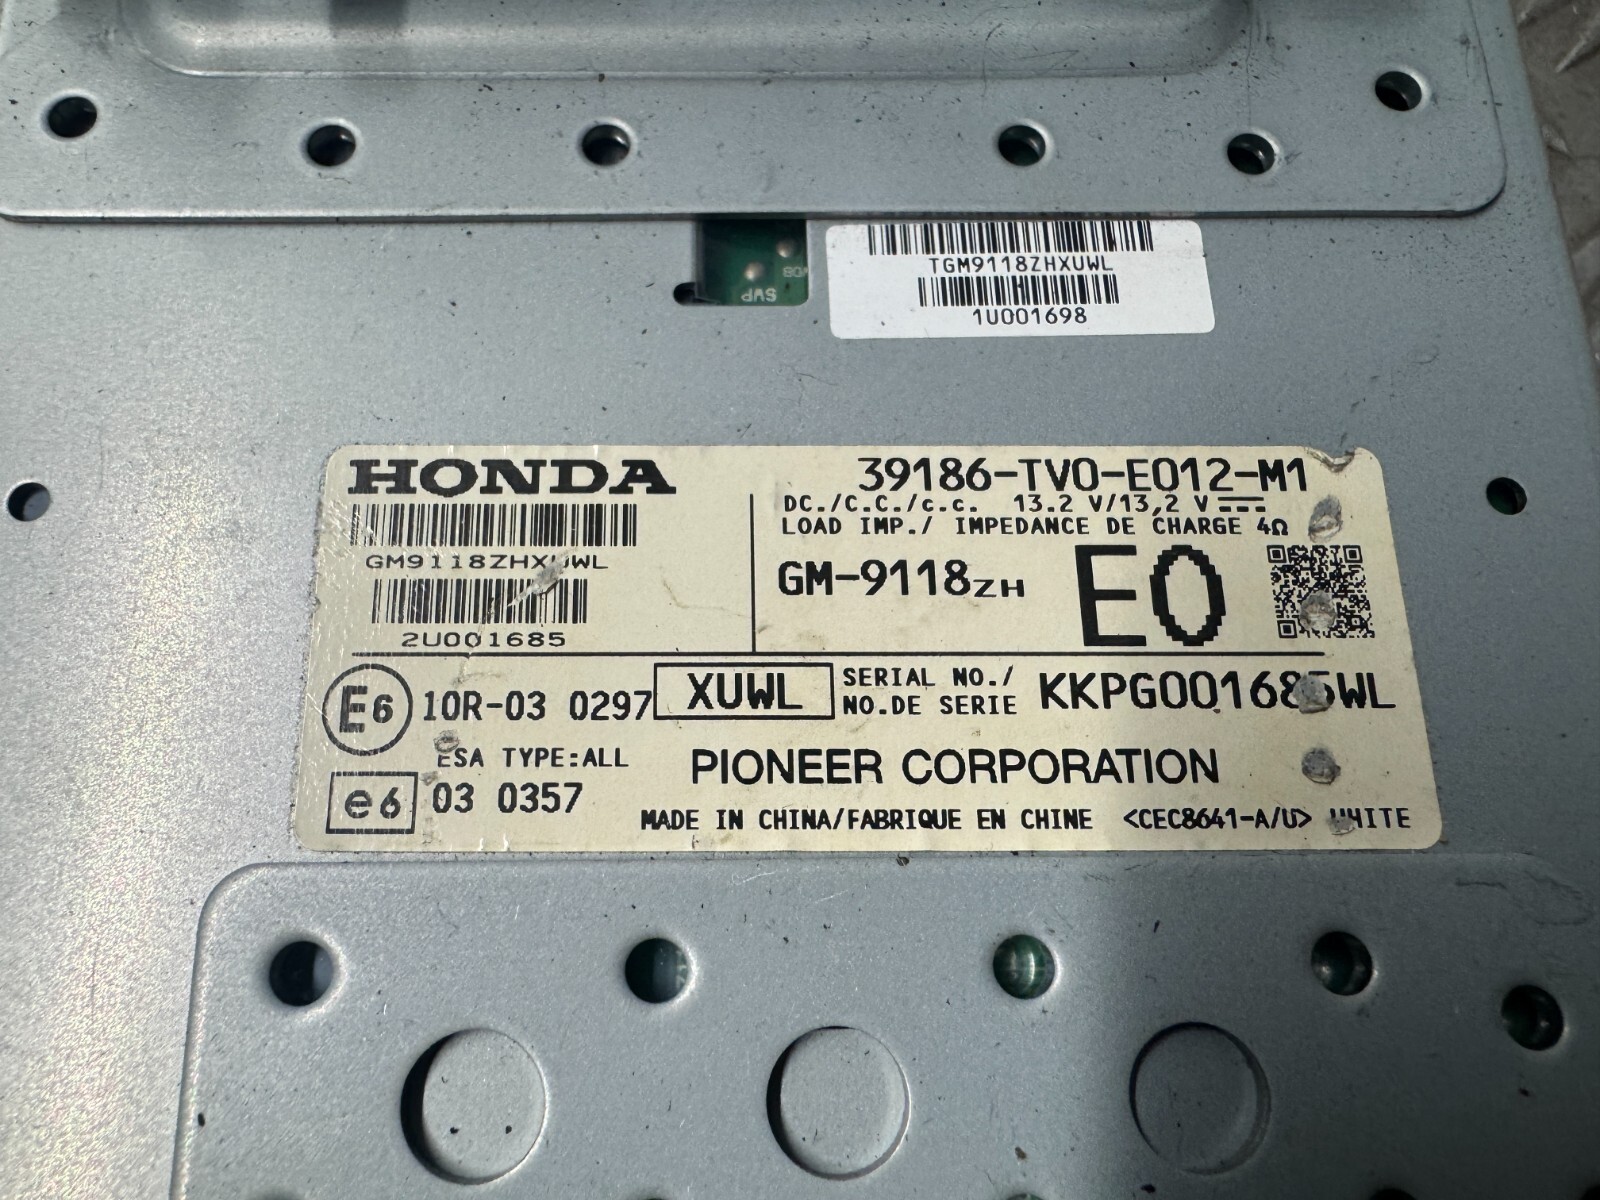 TGM9118ZHXUWL
1U001698
SWP
HONDA
39186-TV0-E012-M1
DC./C.C./c.c. 13.2 V/13,2 V
LOAD IMP./ IMPEDANCE DE CHARGE 4Ω
GM9118ZHXUWL
GM-9118ZH
E0
2U001685
E6
10R-03 0297
XUWL
SERIAL NO./
NO.DE SERIE
KKPG001685WL
ESA TYPE:ALL
PIONEER CORPORATION
e6
03 0357
MADE IN CHINA/FABRIQUE EN CHINE
<CEC8641-A/U> WHITE